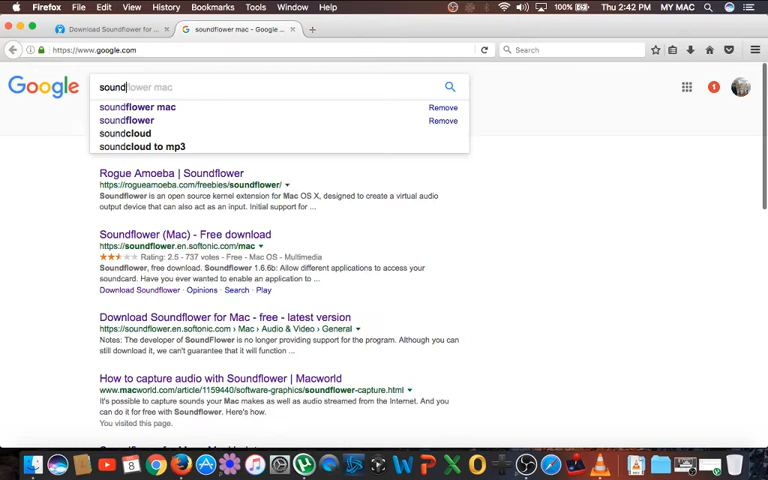 Firefox File Edit View History Bookmarks Tools Window Help 100% Thu 2:42 PM MY MAC
Download Soundflower for ... soundflower mac - Google ...
https://www.google.com Search
Google soundflower mac 1
soundflower mac Remove
soundflower Remove
soundcloud
soundcloud to mp3
Rogue Amoeba | Soundflower
https://rogueamoeba.com/freebies/soundflower/
Soundflower is an open source kernel extension for Mac OS X, designed to create a virtual audio
output device that can also act as an input. Initial support for ...
Soundflower (Mac) - Free download
https://soundflower.en.softonic.com/mac
Rating: 2.5 - 737 votes - Free - Mac OS - Multimedia
Soundflower, free download. Soundflower 1.6.6b: Allow different applications to access your
soundcard. Have you ever wanted to enable an application to ...
Download Soundflower · Opinions · Search · Play
Download Soundflower for Mac - free - latest version
https://soundflower.en.softonic.com › Mac › Audio & Video › General
Notes: The developer of SoundFlower is no longer providing support for the program. Although you can
still download it, we can't guarantee that it will function ...
How to capture audio with Soundflower | Macworld
www.macworld.com/article/1159440/software-graphics/soundflower-capture.html
It's possible to capture sounds your Mac makes as well as audio streamed from the Internet. And you
can do it for free with Soundflower. Here's how.
You visited this page.
8